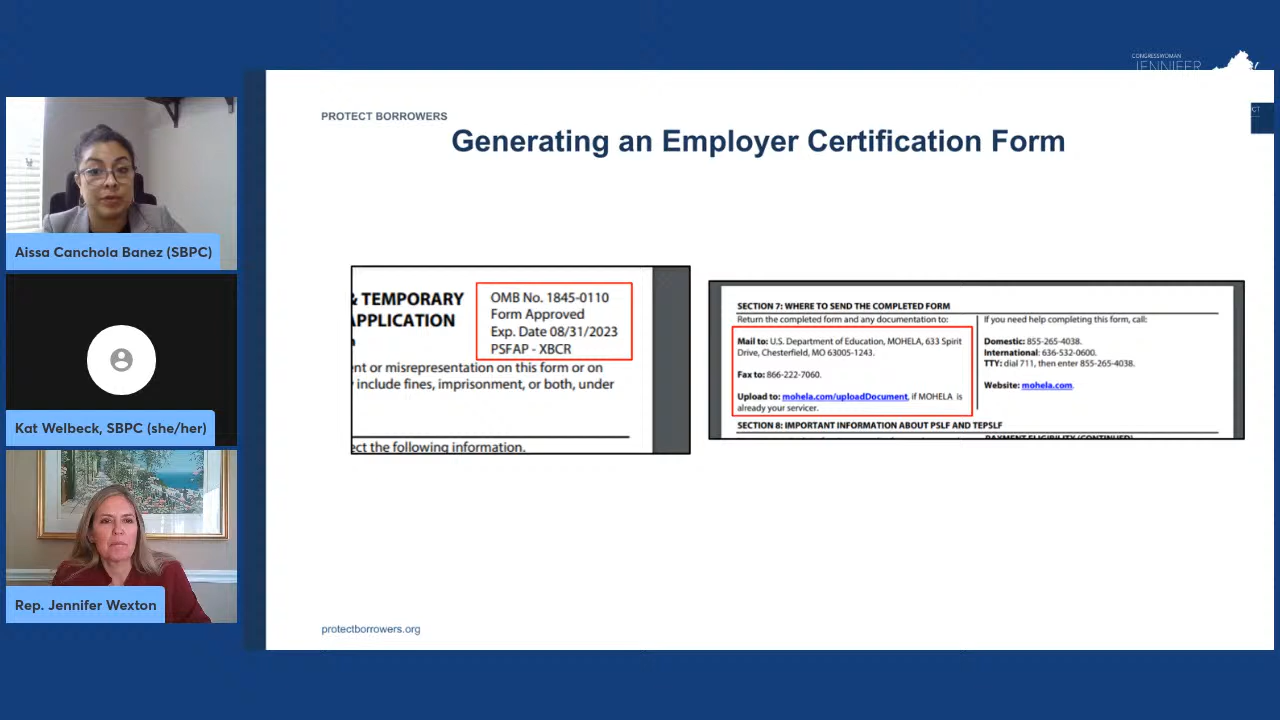 CONGRESSWOMAN
JENNIFER
CT
PROTECT BORROWERS
Generating an Employer Certification Form
& TEMPORARY
APPLICATION
OMB No. 1845-0110
Form Approved
Exp. Date 08/31/2023
PSFAP - XBCR
nt or misrepresentation on this form or on
include fines, imprisonment, or both, under
ect the following information.
SECTION 7: WHERE TO SEND THE COMPLETED FORM
Return the completed form and any documentation to:
Mail to: U.S. Department of Education, MOHELA, 633 Spirit
Drive, Chesterfield, MO 63005-1243.
Fax to: 866-222-7060.
Upload to: mohela.com/uploadDocument, if MOHELA is
already your servicer.
If you need help completing this form, call:
Domestic: 855-265-4038.
International: 636-532-0600.
TTY: dial 711, then enter 855-265-4038.
Website: mohela.com.
SECTION 8: IMPORTANT INFORMATION ABOUT PSLF AND TEPSLF
PAYMENT ELIGIBILITY (CONTINUED)
protectborrowers.org
Aissa Canchola Banez (SBPC)
Kat Welbeck, SBPC (she/her)
Rep. Jennifer Wexton